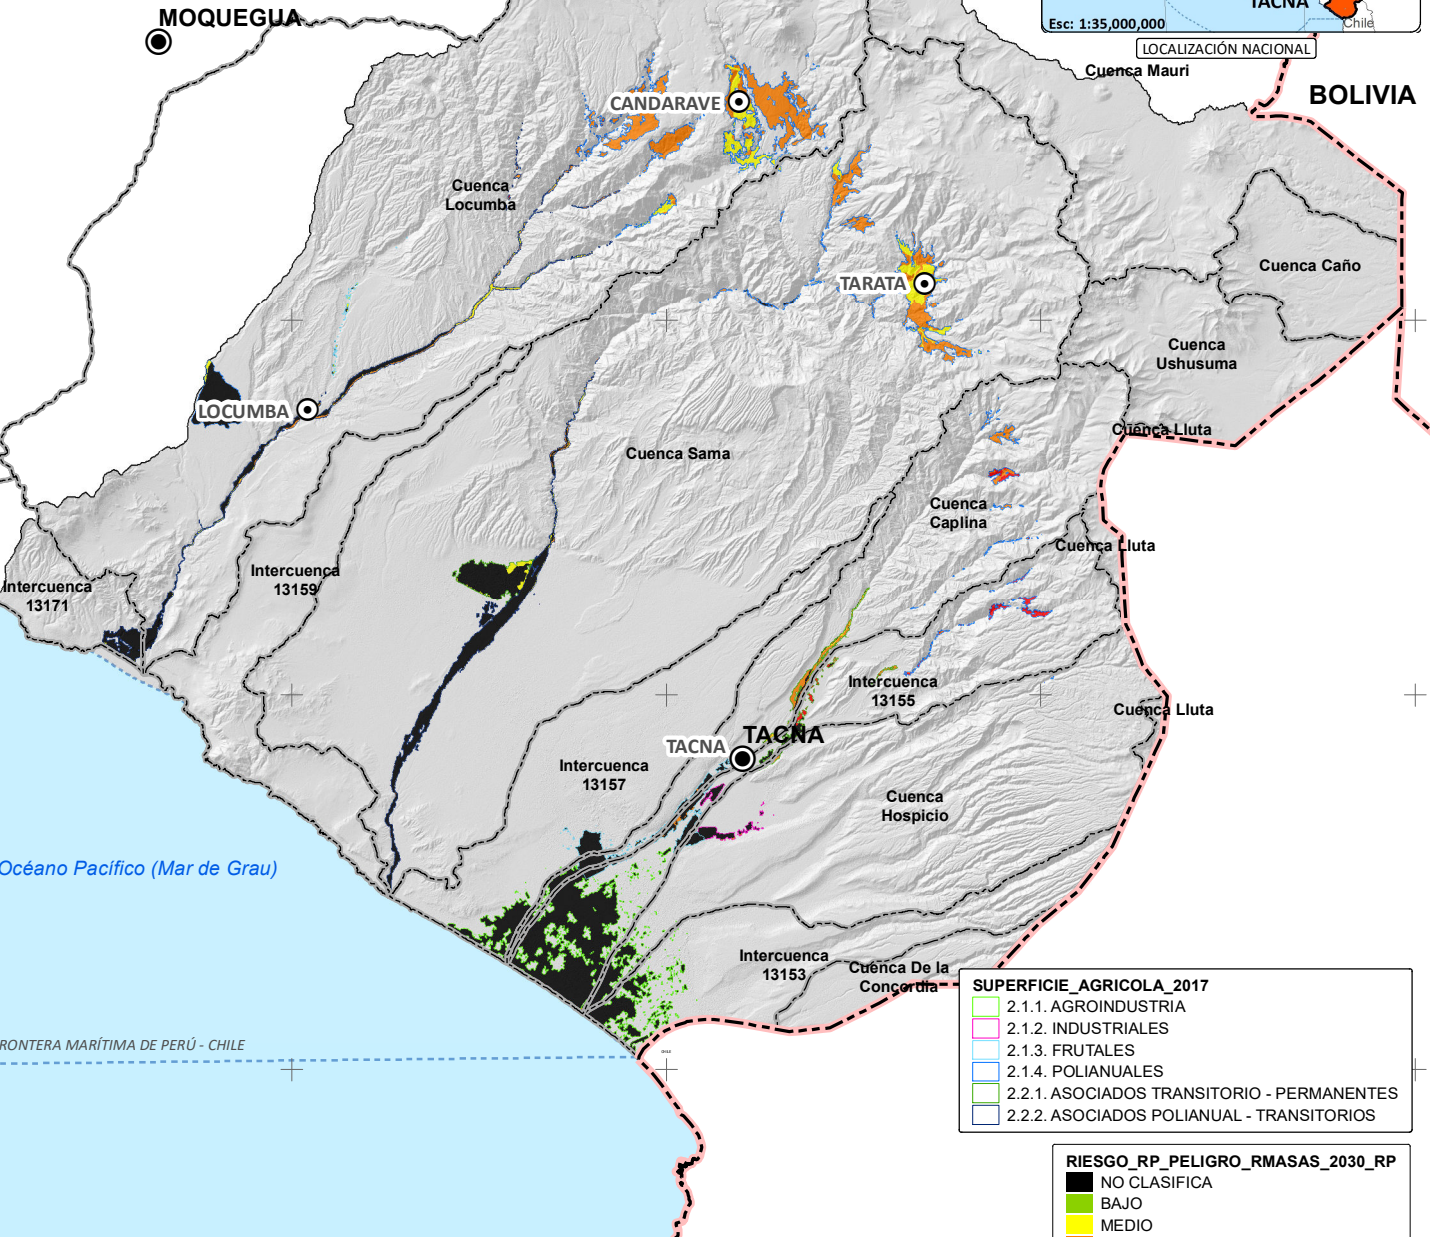 MOQUEGUA
TACNA
Chile
Esc: 1:35,000,000
LOCALIZACIÓN NACIONAL
Cuenca Mauri
BOLIVIA
CANDARAVE
Cuenca
Locumba
Cuenca Caño
TARATA
Cuenca
Ushusuma
LOCUMBA
Cuenca Lluta
Cuenca Sama
Cuenca
Caplina
Cuenca Lluta
Intercuenca
13171
Intercuenca
13159
Intercuenca
13155
Cuenca Lluta
TACNA
TACNA
Intercuenca
13157
Cuenca
Hospicio
Océano Pacífico (Mar de Grau)
Intercuenca
13153
Cuenca De la
Concordia
RONTERA MARÍTIMA DE PERÚ - CHILE
CHILE
SUPERFICIE_AGRICOLA_2017
2.1.1. AGROINDUSTRIA
2.1.2. INDUSTRIALES
2.1.3. FRUTALES
2.1.4. POLIANUALES
2.2.1. ASOCIADOS TRANSITORIO - PERMANENTES
2.2.2. ASOCIADOS POLIANUAL - TRANSITORIOS
RIESGO_RP_PELIGRO_RMASAS_2030_RP
NO CLASIFICA
BAJO
MEDIO